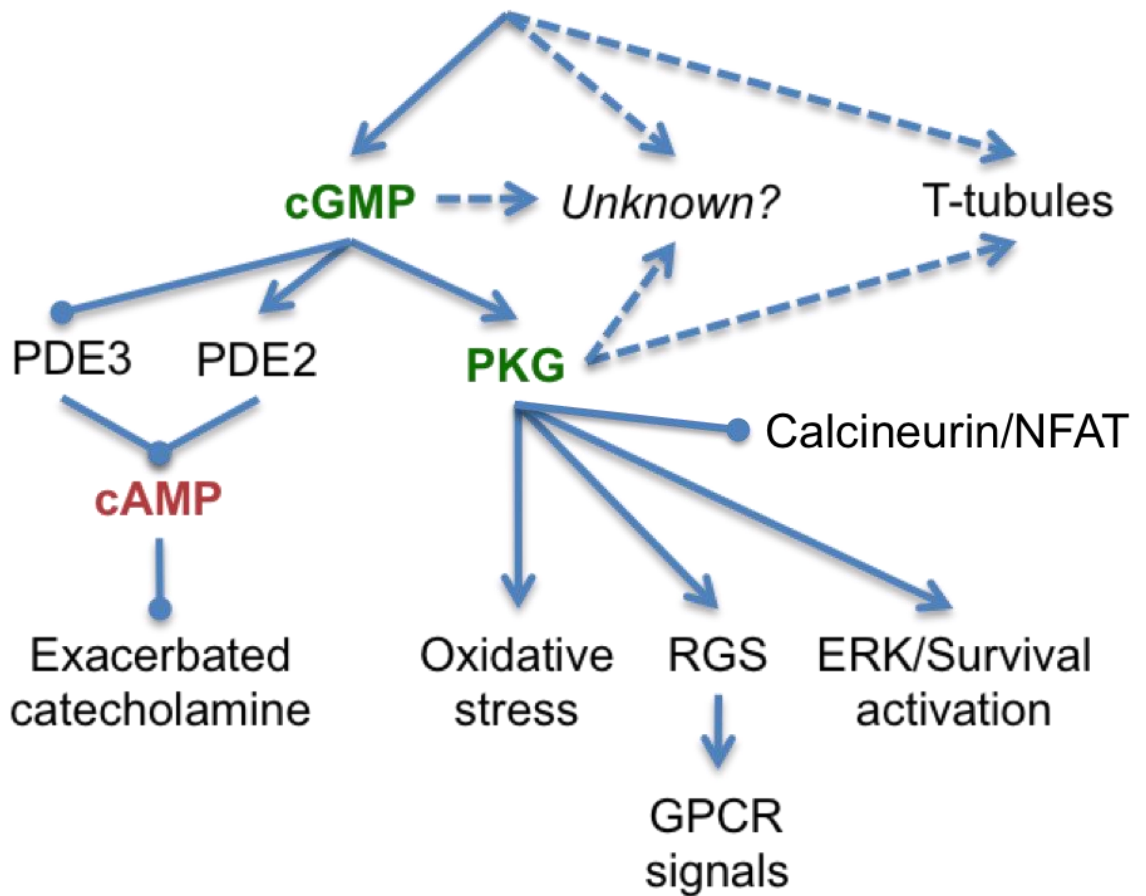 cGMP
Unknown?
T-tubules
PDE3
PDE2
PKG
Calcineurin/NFAT
cAMP
Exacerbated
catecholamine
Oxidative
stress
RGS
ERK/Survival
activation
GPCR
signals